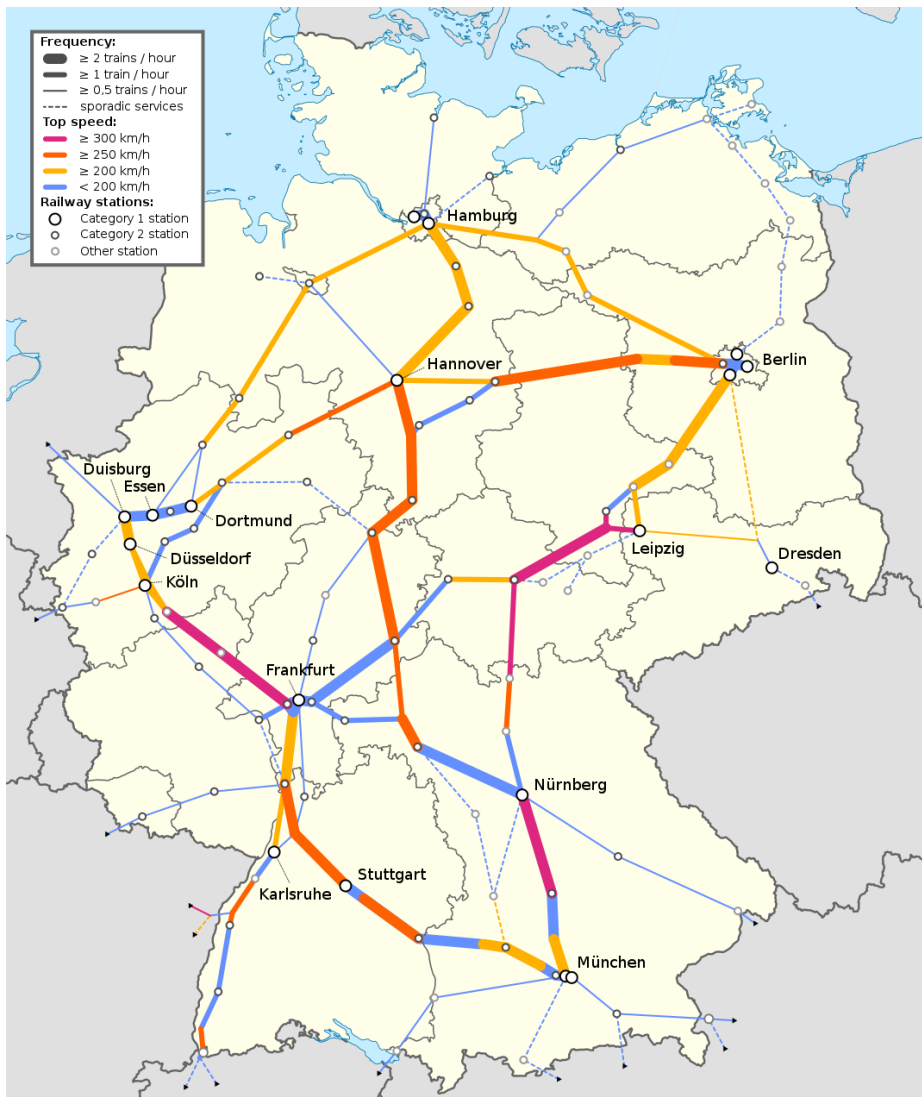 Frequency:
≥ 2 trains / hour
≥ 1 train / hour
≥ 0,5 trains / hour
sporadic services
Top speed:
≥ 300 km/h
≥ 250 km/h
≥ 200 km/h
< 200 km/h
Railway stations:
Category 1 station
Category 2 station
Other station
Hamburg
Berlin
Hannover
Duisburg
Essen
Dortmund
Düsseldorf
Köln
Leipzig
Dresden
Frankfurt
Nürnberg
Stuttgart
Karlsruhe
München